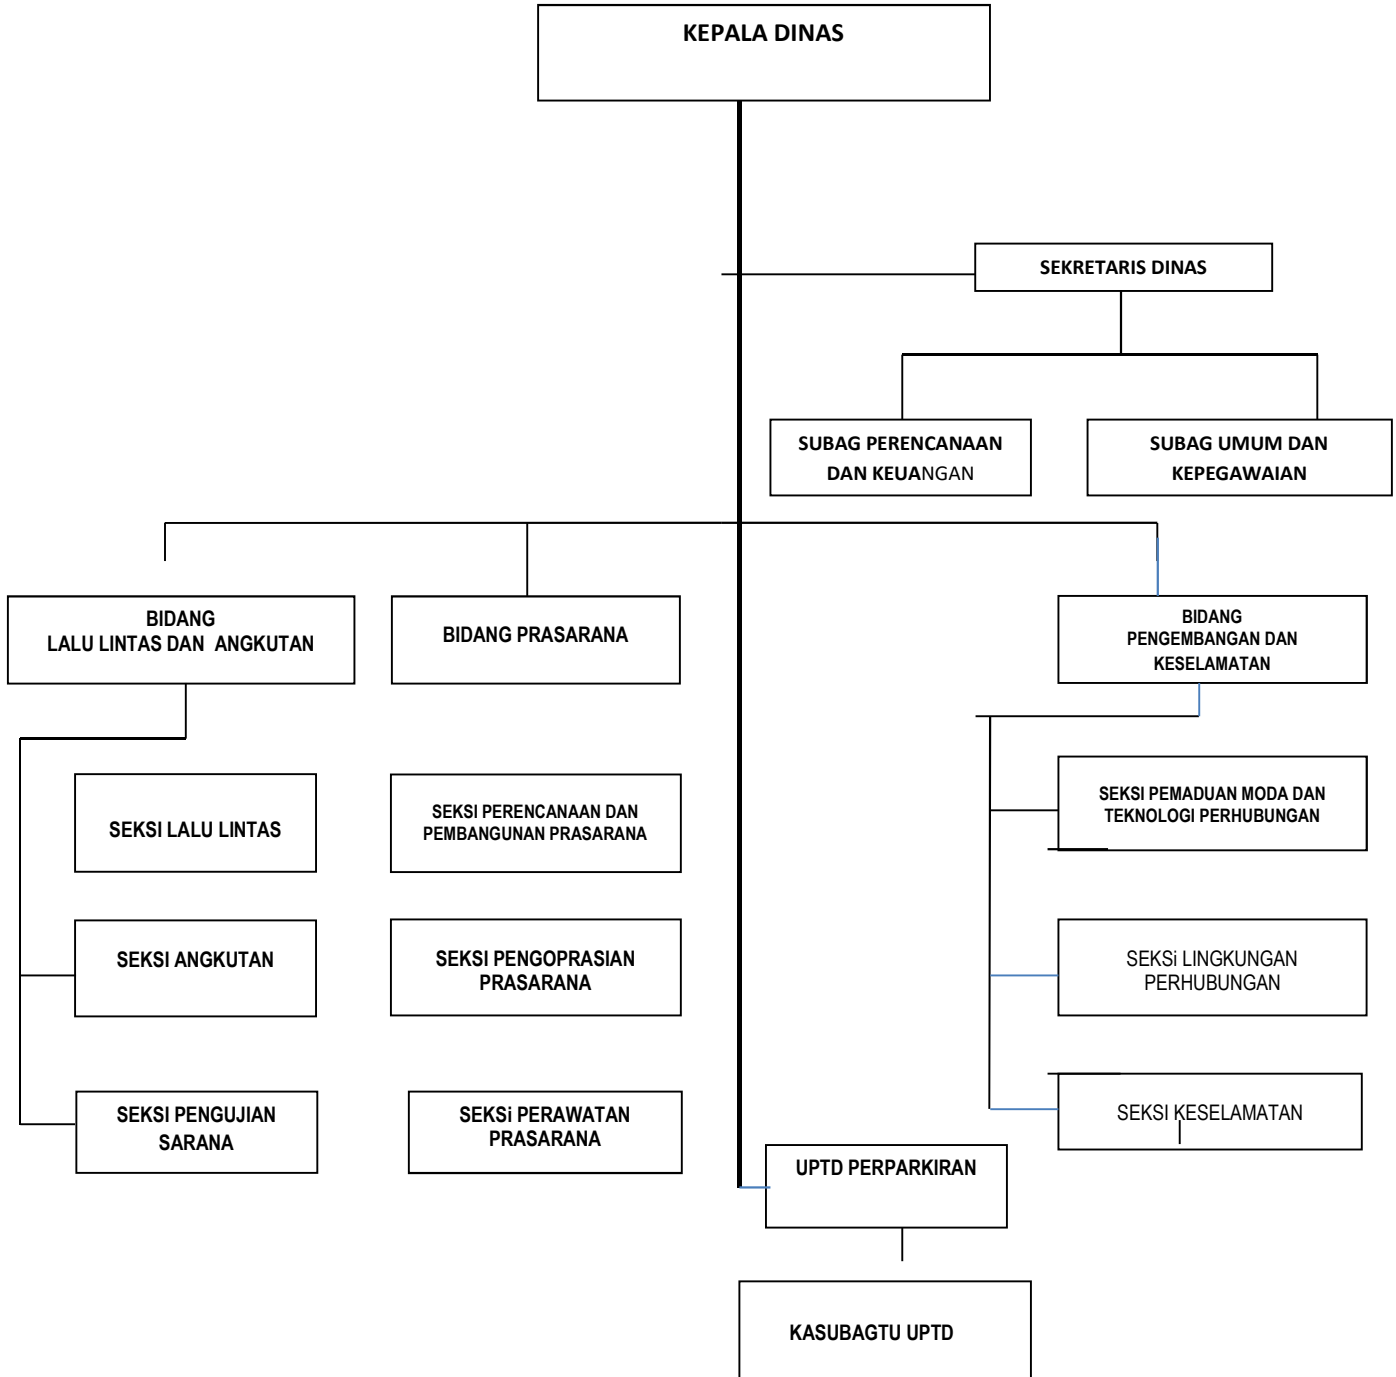 KEPALA DINAS
SEKRETARIS DINAS
SUBAG PERENCANAAN
DAN KEUANGAN
SUBAG UMUM DAN
KEPEGAWAIAN
BIDANG
LALU LINTAS DAN ANGKUTAN
BIDANG PRASARANA
BIDANG
PENGEMBANGAN DAN
KESELAMATAN
SEKSI LALU LINTAS
SEKSI PERENCANAAN DAN
PEMBANGUNAN PRASARANA
SEKSI PEMADUAN MODA DAN
TEKNOLOGI PERHUBUNGAN
SEKSI ANGKUTAN
SEKSI PENGOPRASIAN
PRASARANA
SEKSi LINGKUNGAN
PERHUBUNGAN
SEKSI PENGUJIAN
SARANA
SEKSi PERAWATAN
PRASARANA
SEKSI KESELAMATAN
UPTD PERPARKIRAN
KASUBAGTU UPTD